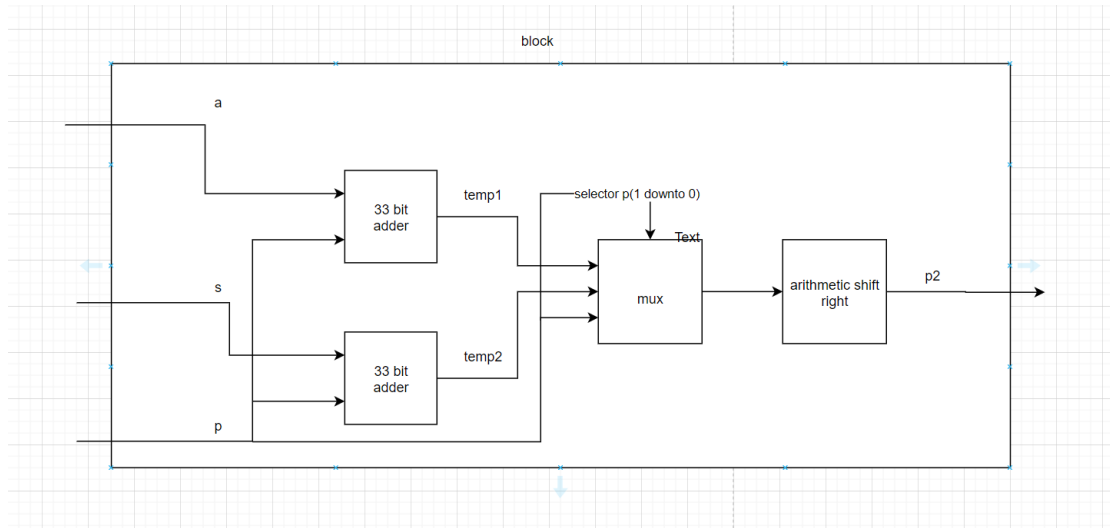 block
a
33 bit
adder
temp1
selector p(1 downto 0)
Text
mux
arithmetic shift
right
p2
s
33 bit
adder
temp2
p